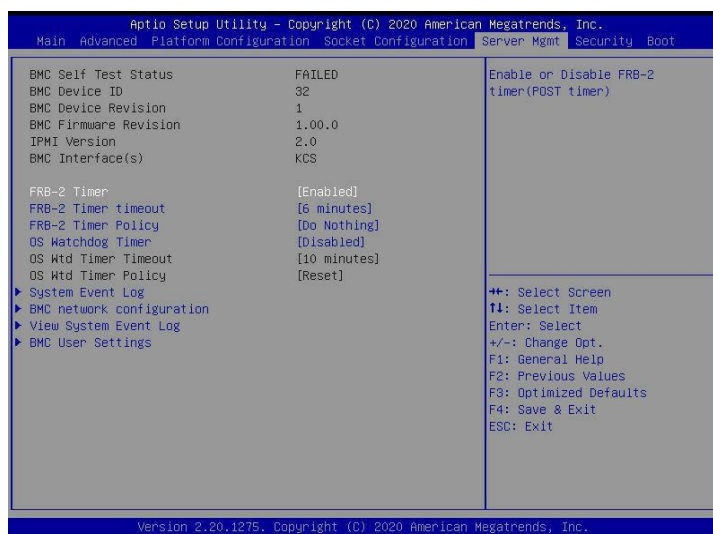 Aptio Setup Utility – Copyright (C) 2020 American Megatrends, Inc.
Main Advanced Platform Configuration Socket Configuration Server Mgmt Security Boot
BMC Self Test Status FAILED
BMC Device ID 32
BMC Device Revision 1
BMC Firmware Revision 1.00.0
IPMI Version 2.0
BMC Interface(s) KCS
FRB-2 Timer [Enabled]
FRB-2 Timer timeout [6 minutes]
FRB-2 Timer Policy [Do Nothing]
OS Watchdog Timer [Disabled]
OS Wtd Timer Timeout [10 minutes]
OS Wtd Timer Policy [Reset]
System Event Log
BMC network configuration
View System Event Log
BMC User Settings
Enable or Disable FRB-2
timer(POST timer)
→←: Select Screen
↑↓: Select Item
Enter: Select
+/-: Change Opt.
F1: General Help
F2: Previous Values
F3: Optimized Defaults
F4: Save & Exit
ESC: Exit
Version 2.20.1275. Copyright (C) 2020 American Megatrends, Inc.